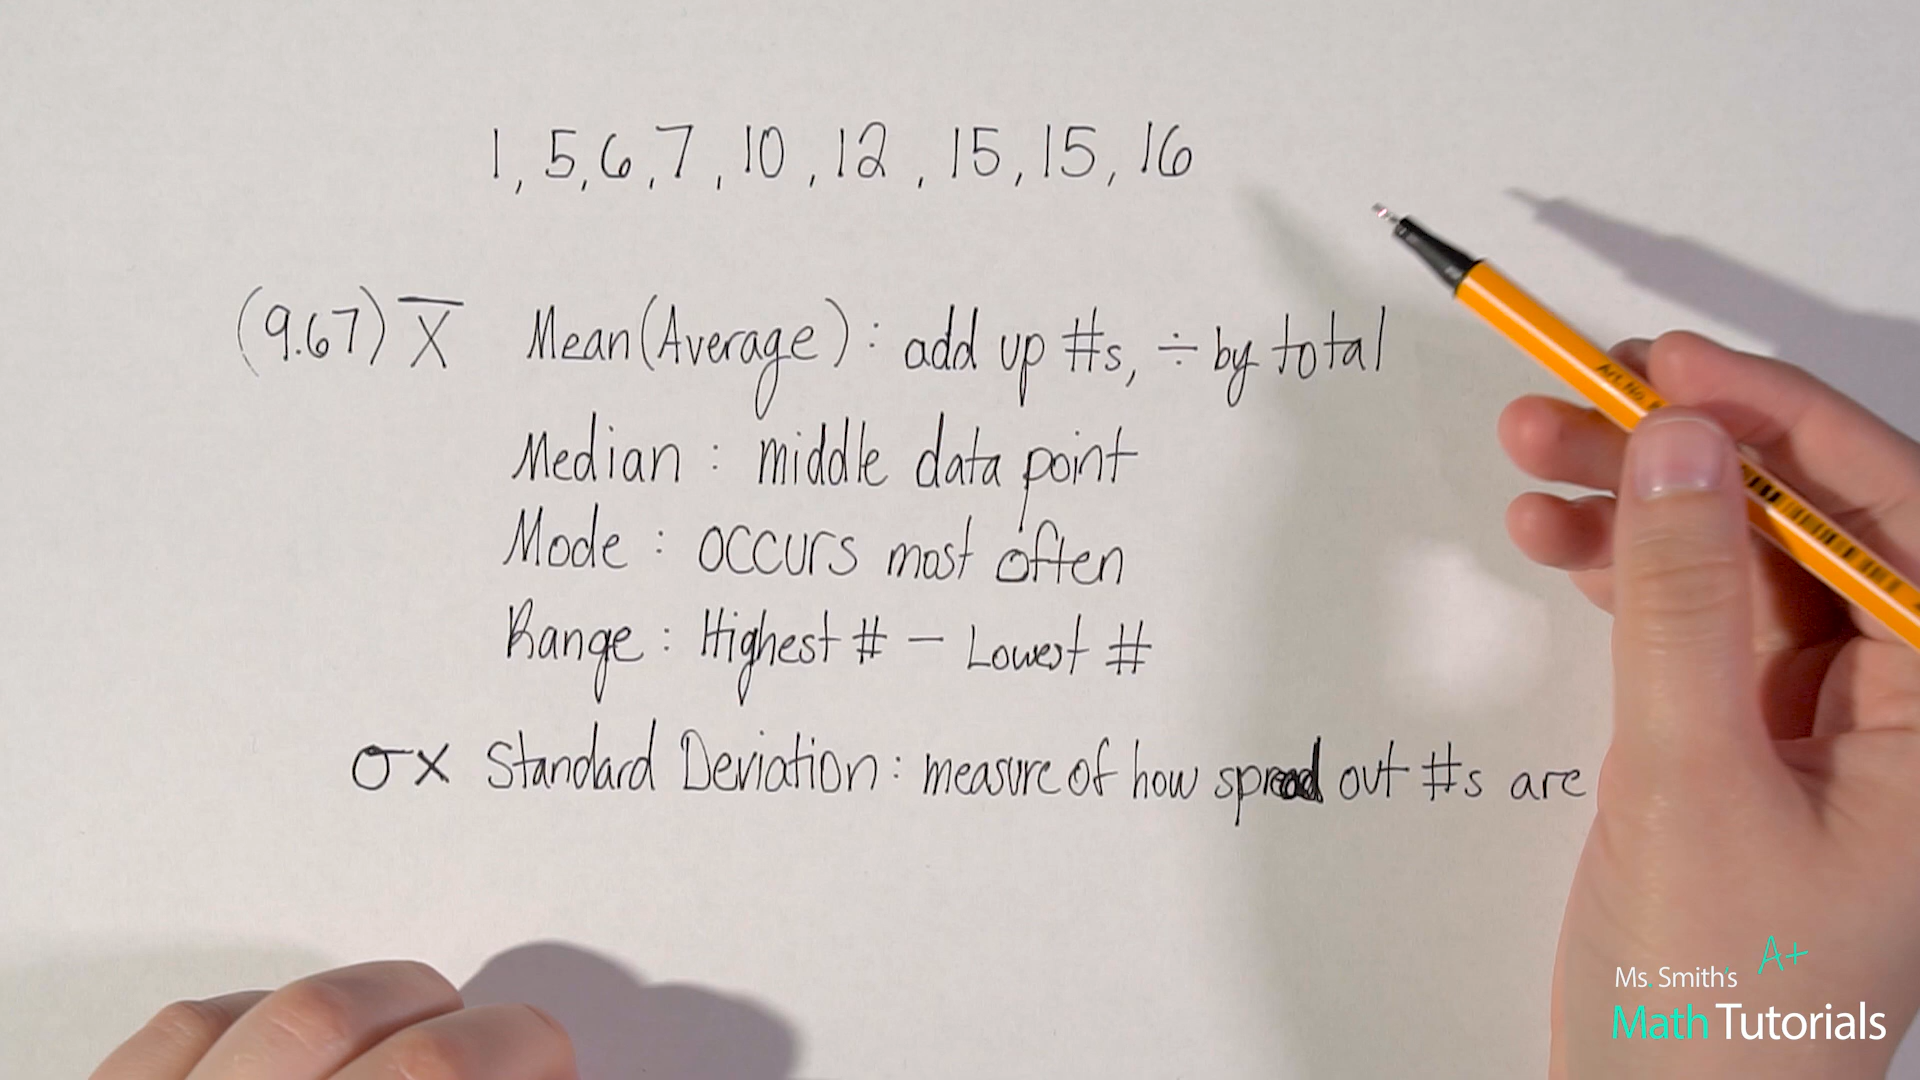 1, 5, 6, 7, 10, 12, 15, 15, 16
(9.67) x̅ Mean (Average) : add up #s, ÷ by total
Median : middle data point
Mode : occurs most often
Range : Highest # — Lowest #
σx Standard Deviation : measure of how spread out #s are
Art. No.
A+
Ms. Smith's
Math Tutorials